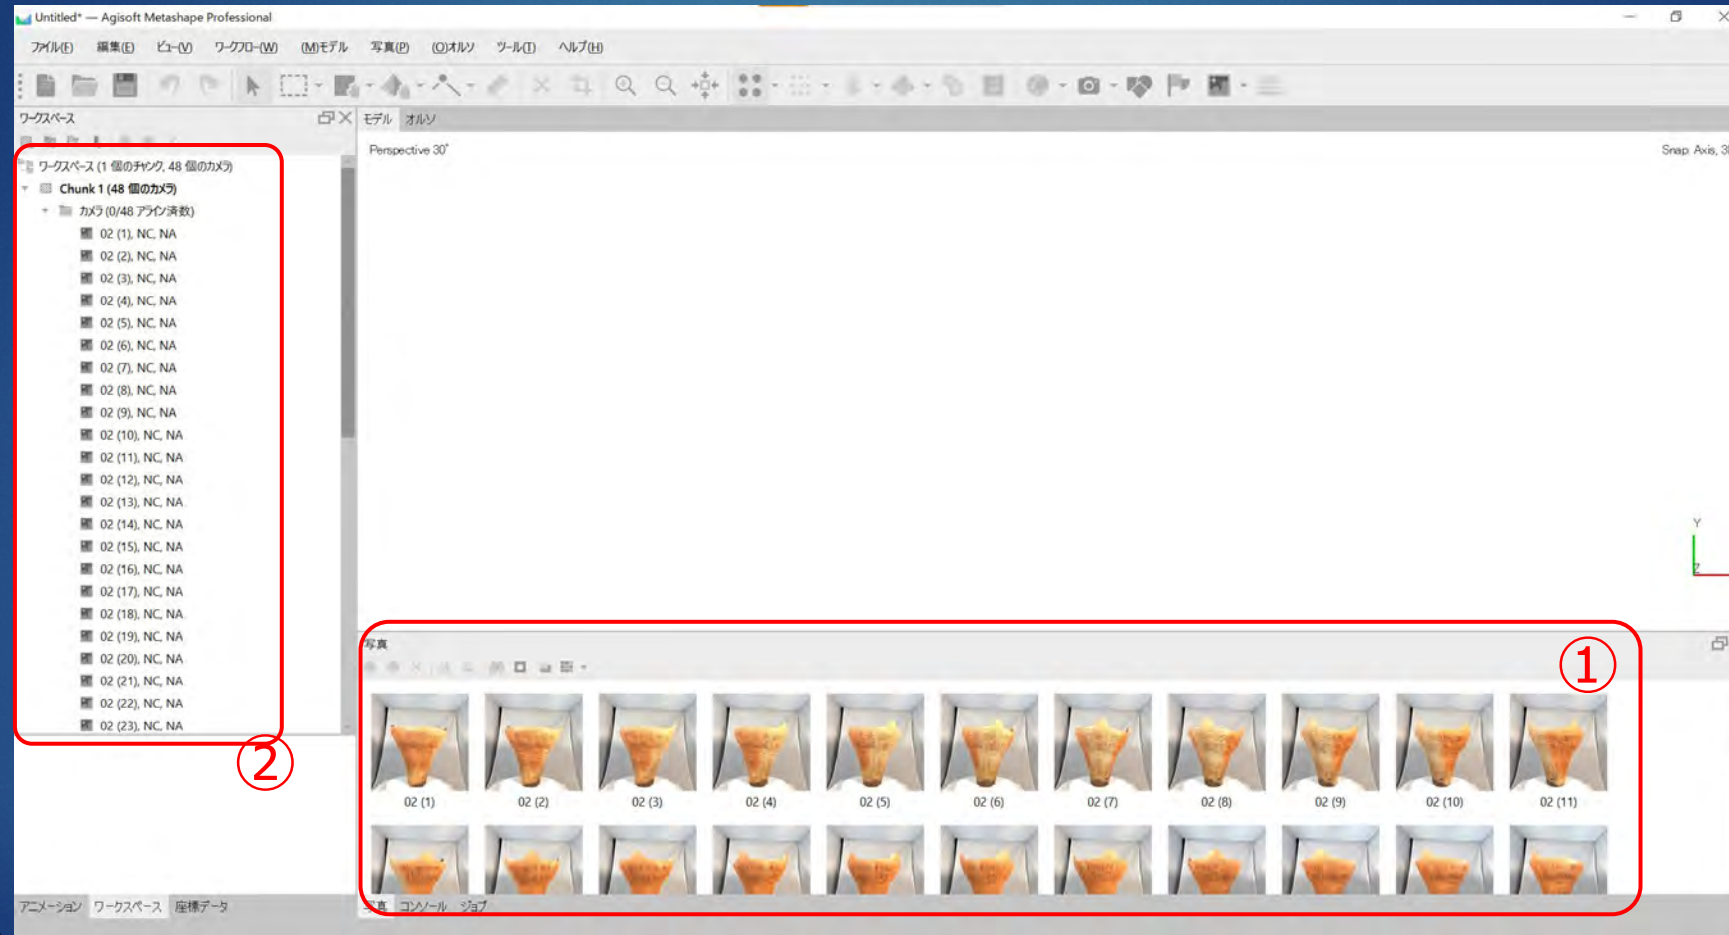 Untitled* — Agisoft Metashape Professional
ファイル(F) 編集(E) ビュー(V) ワークフロー(W) (M)モデル 写真(P) (O)オルソ ツール(T) ヘルプ(H)
ワークスペース
モデル オルソ
Perspective 30°
Snap: Axis, 3D
ワークスペース (1 個のチャンク, 48 個のカメラ)
Chunk 1 (48 個のカメラ)
カメラ (0/48 アライン済数)
02 (1), NC, NA
02 (2), NC, NA
02 (3), NC, NA
02 (4), NC, NA
02 (5), NC, NA
02 (6), NC, NA
02 (7), NC, NA
02 (8), NC, NA
02 (9), NC, NA
02 (10), NC, NA
02 (11), NC, NA
02 (12), NC, NA
02 (13), NC, NA
02 (14), NC, NA
02 (15), NC, NA
02 (16), NC, NA
02 (17), NC, NA
02 (18), NC, NA
02 (19), NC, NA
02 (20), NC, NA
02 (21), NC, NA
02 (22), NC, NA
02 (23), NC, NA
②
Y
Z
写真
①
02 (1) 02 (2) 02 (3) 02 (4) 02 (5) 02 (6) 02 (7) 02 (8) 02 (9) 02 (10) 02 (11)
アニメーション ワークスペース 座標データ
写真 コンソール ジョブ